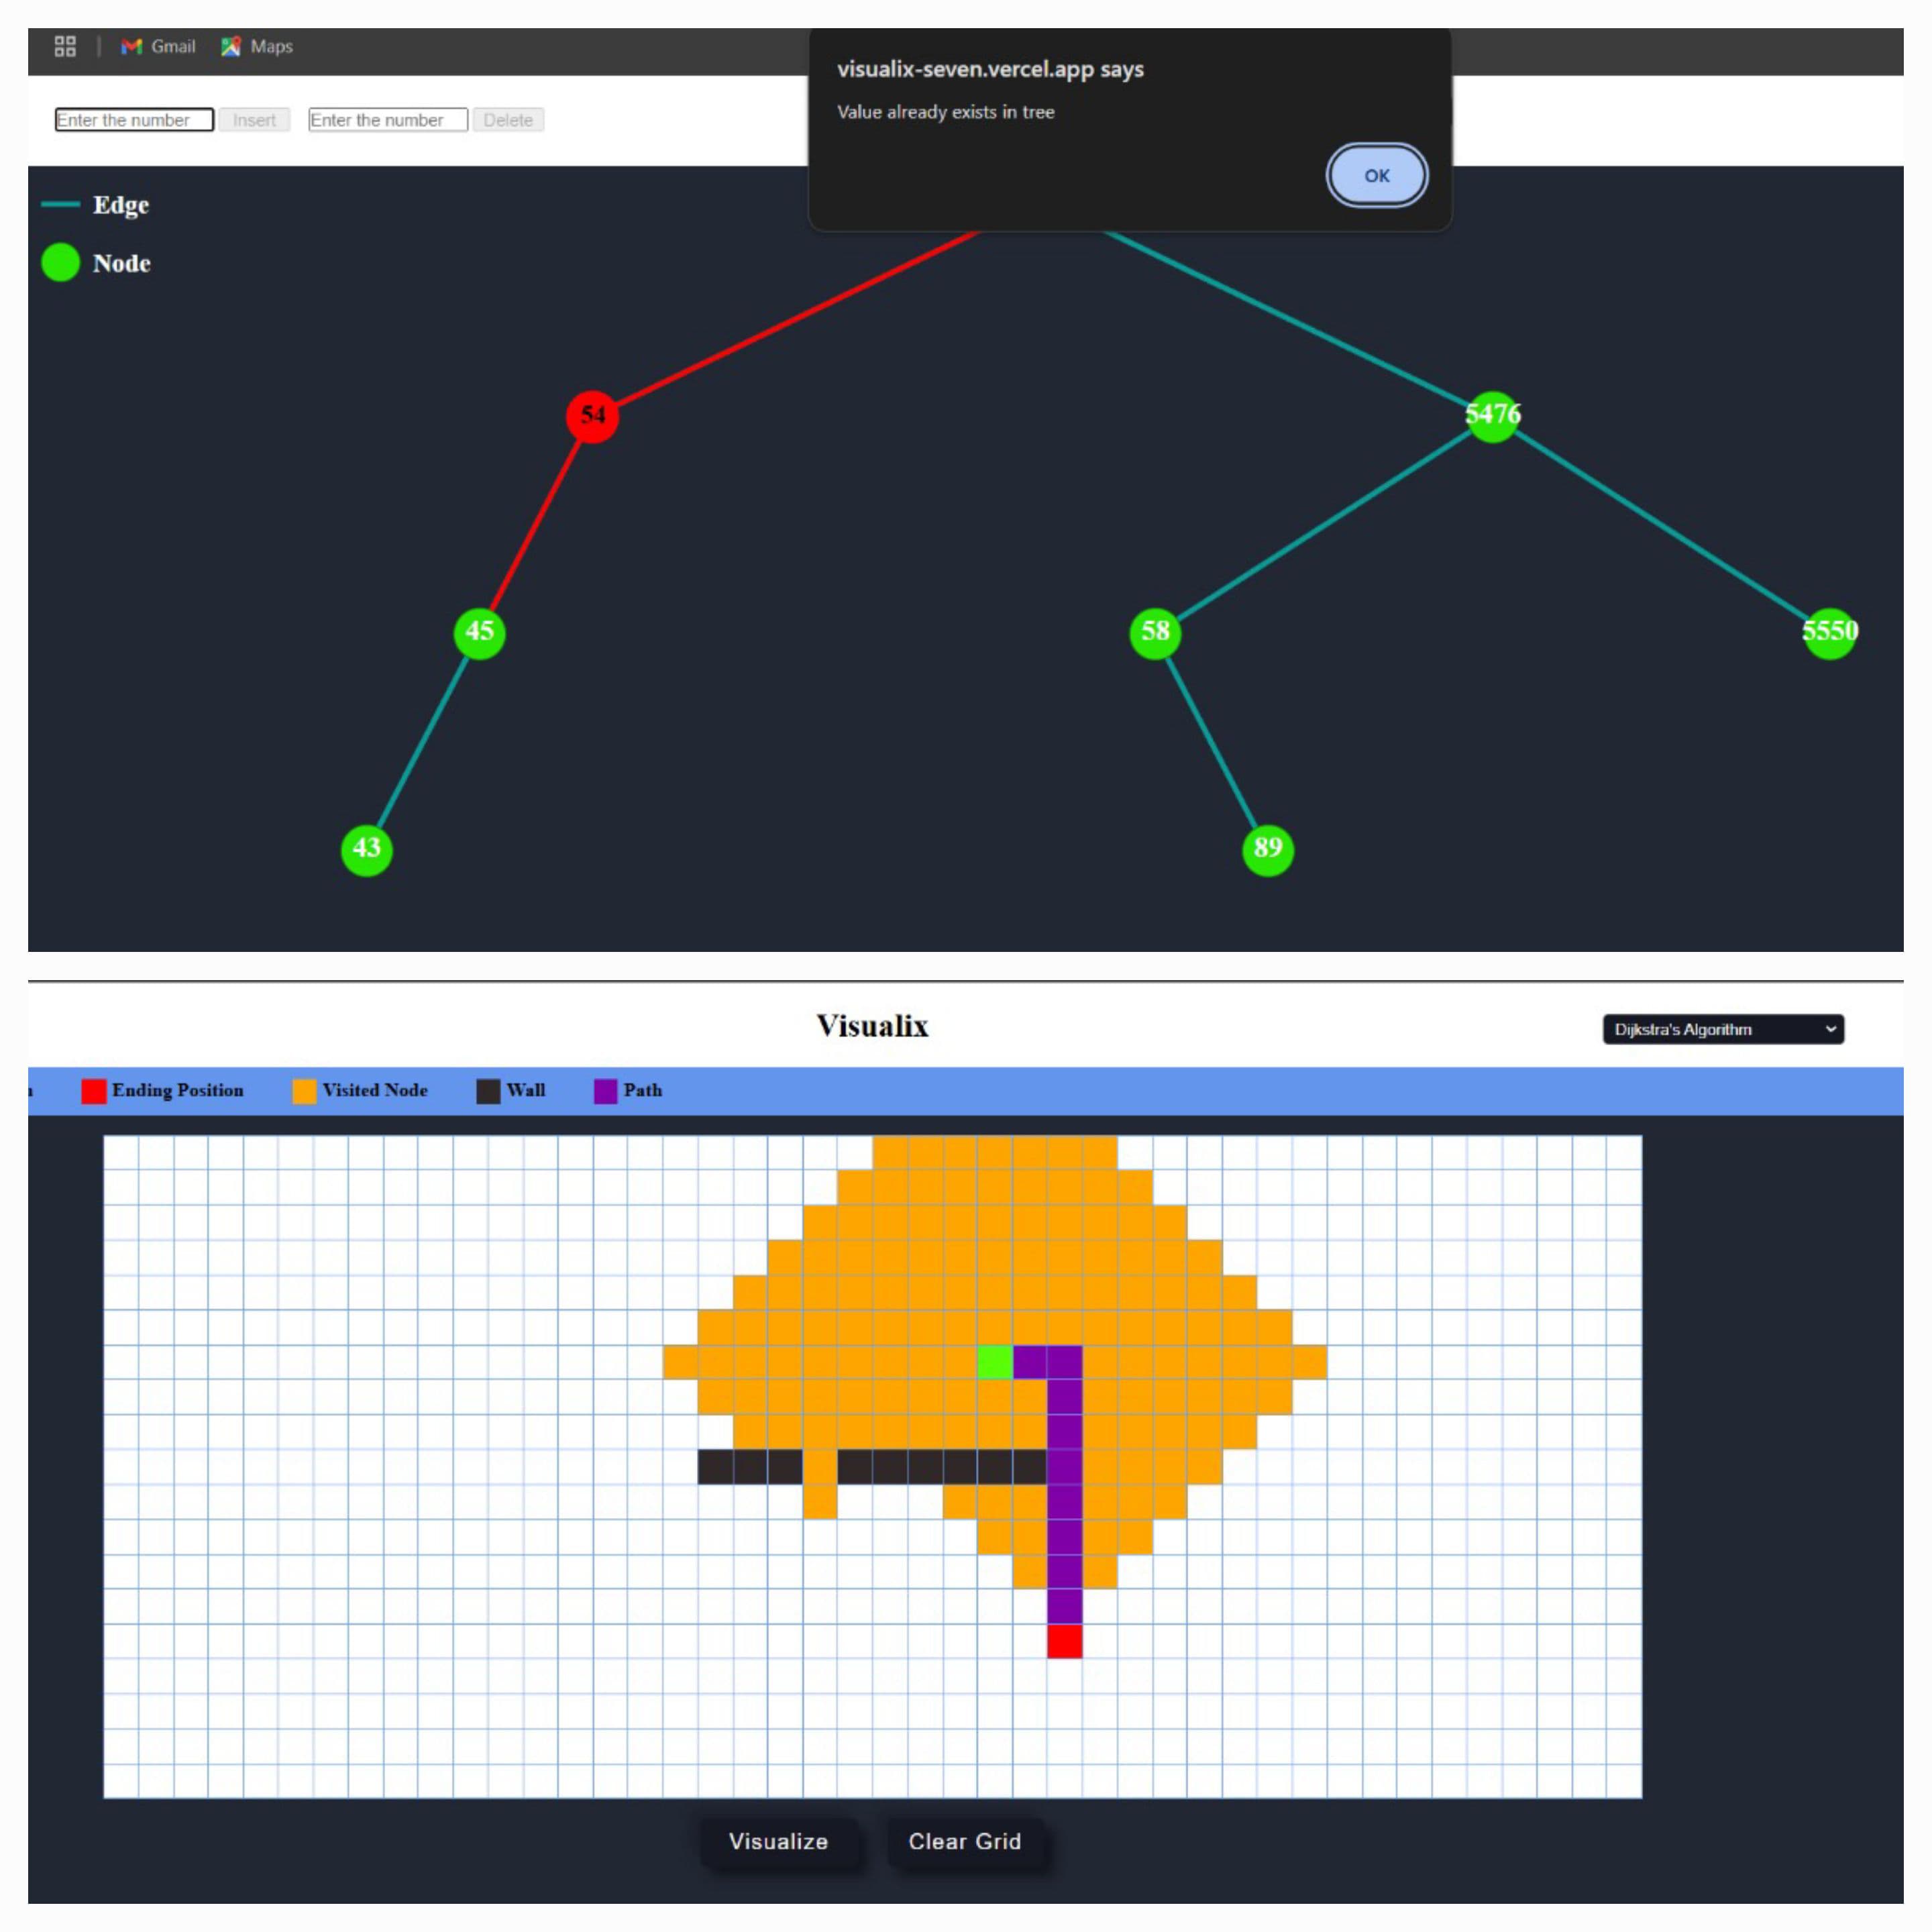 Gmail Maps
visualix-seven.vercel.app says
Value already exists in tree
OK
Enter the number Insert Enter the number Delete
Edge
Node
54
5476
45
58
5550
43
89
Visualix
Dijkstra's Algorithm
Ending Position Visited Node Wall Path
Visualize Clear Grid